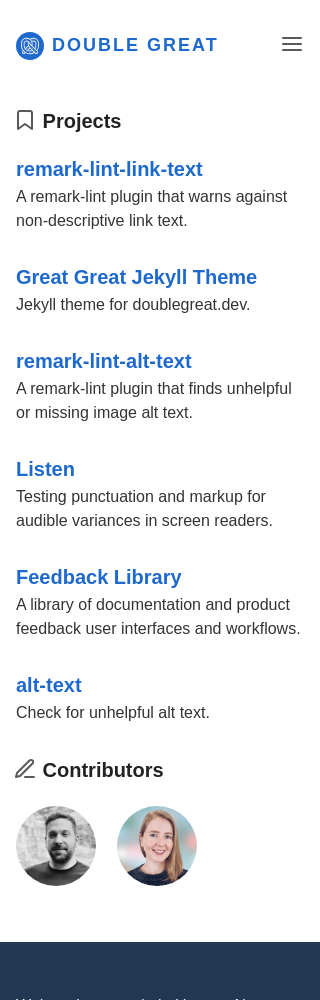 DOUBLE GREAT
Projects
remark-lint-link-text
A remark-lint plugin that warns against
non-descriptive link text.
Great Great Jekyll Theme
Jekyll theme for doublegreat.dev.
remark-lint-alt-text
A remark-lint plugin that finds unhelpful
or missing image alt text.
Listen
Testing punctuation and markup for
audible variances in screen readers.
Feedback Library
A library of documentation and product
feedback user interfaces and workflows.
alt-text
Check for unhelpful alt text.
Contributors